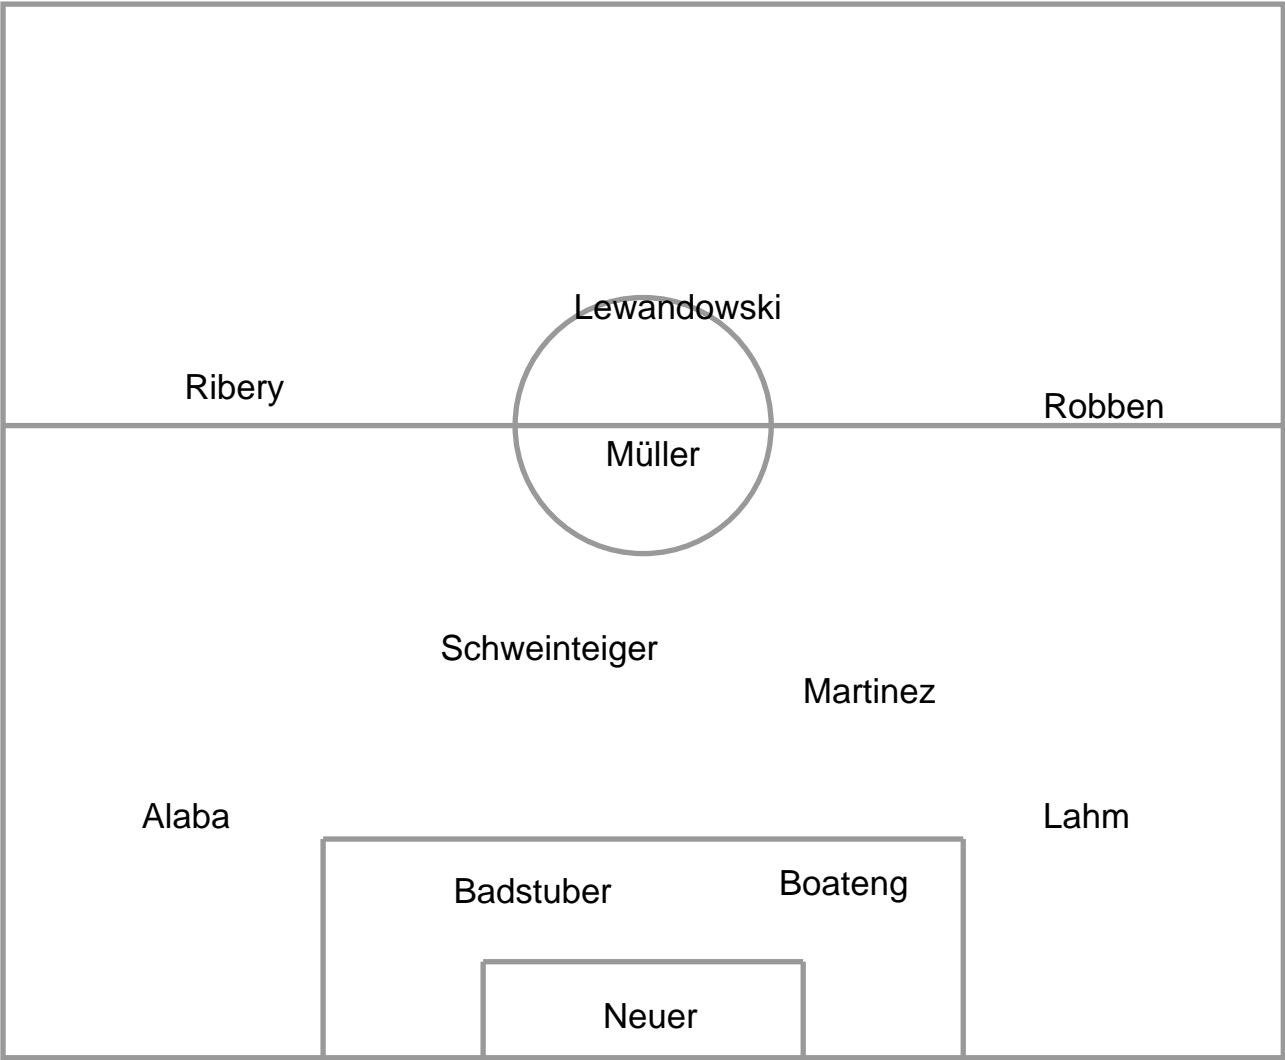 Lewandowski
Ribery
Robben
Müller
Schweinteiger
Martinez
Alaba
Lahm
Badstuber
Boateng
Neuer